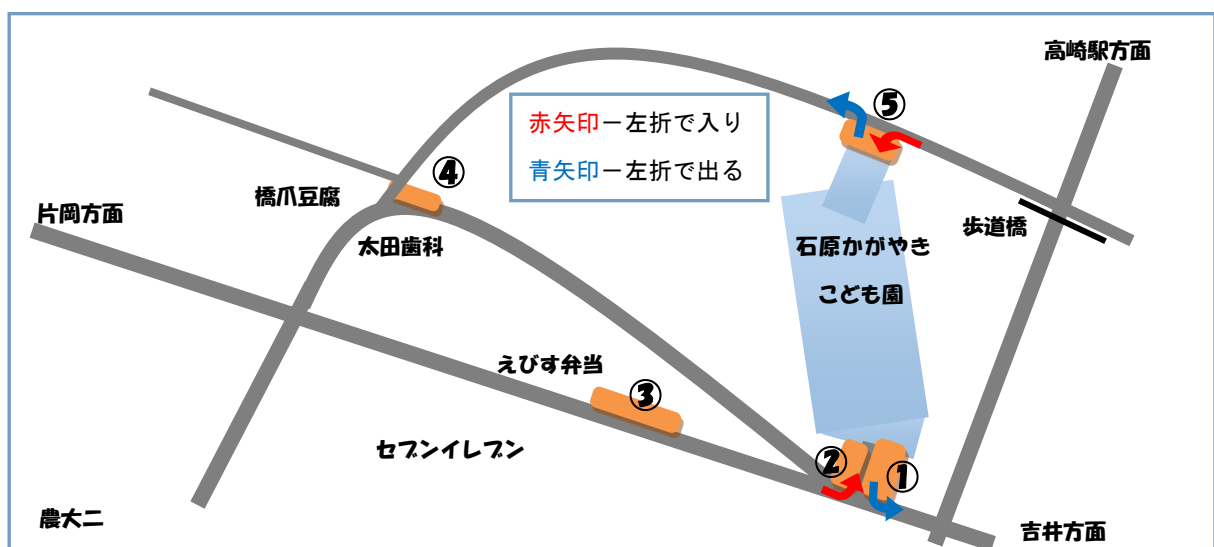 高崎駅方面
⑤
赤矢印－左折で入り
青矢印－左折で出る
④
橋爪豆腐
片岡方面
太田歯科
歩道橋
石原かがやき
こども園
えびす弁当
③
セブンイレブン
②
①
農大二
吉井方面